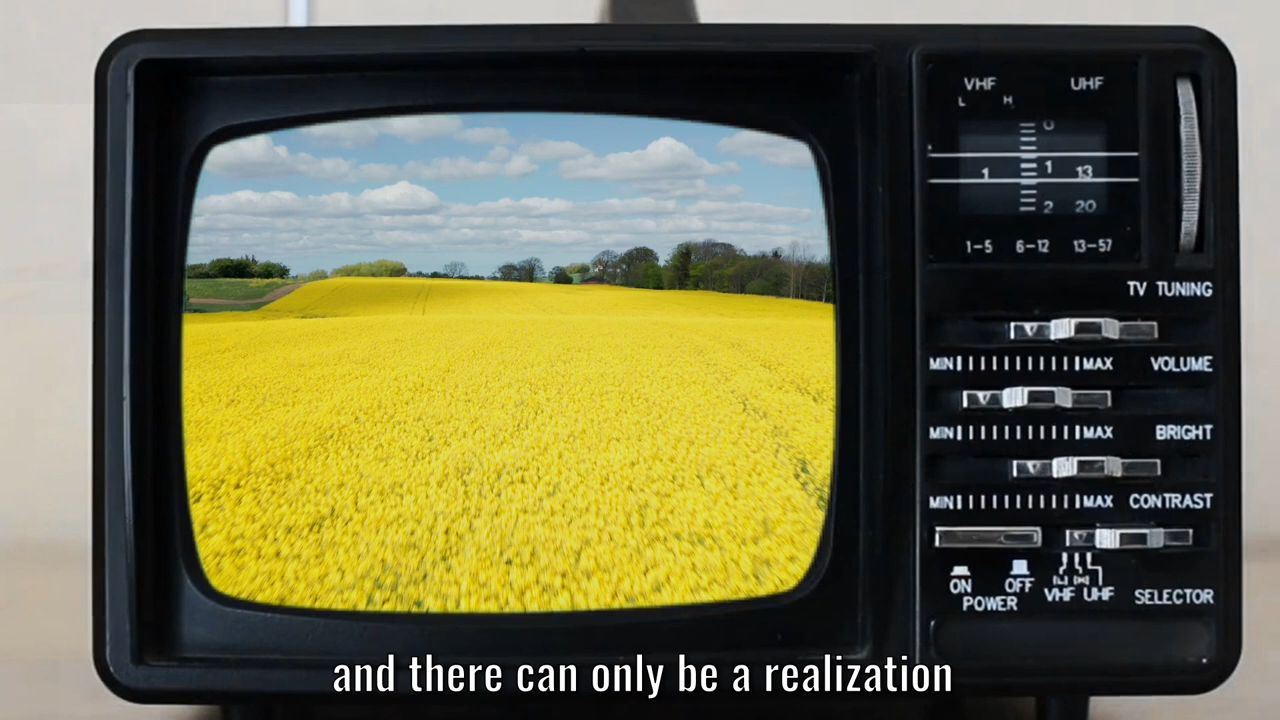 VHF UHF
L H
0
1 1 13
2 20
1-5 6-12 13-57
TV TUNING
MIN MAX VOLUME
MIN MAX BRIGHT
MIN MAX CONTRAST
ON OFF
POWER
(L) (H)
VHF UHF SELECTOR
and there can only be a realization